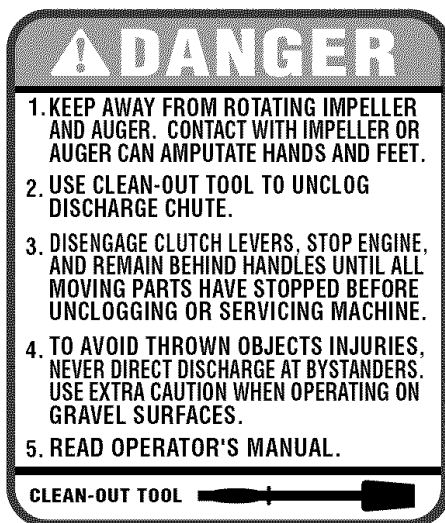 DANGER
1. KEEP AWAY FROM ROTATING IMPELLER
AND AUGER. CONTACT WITH IMPELLER OR
AUGER CAN AMPUTATE HANDS AND FEET.
2. USE CLEAN-OUT TOOL TO UNCLOG
DISCHARGE CHUTE.
3. DISENGAGE CLUTCH LEVERS, STOP ENGINE,
AND REMAIN BEHIND HANDLES UNTIL ALL
MOVING PARTS HAVE STOPPED BEFORE
UNCLOGGING OR SERVICING MACHINE.
4. TO AVOID THROWN OBJECTS INJURIES,
NEVER DIRECT DISCHARGE AT BYSTANDERS.
USE EXTRA CAUTION WHEN OPERATING ON
GRAVEL SURFACES.
5. READ OPERATOR'S MANUAL.
CLEAN-OUT TOOL